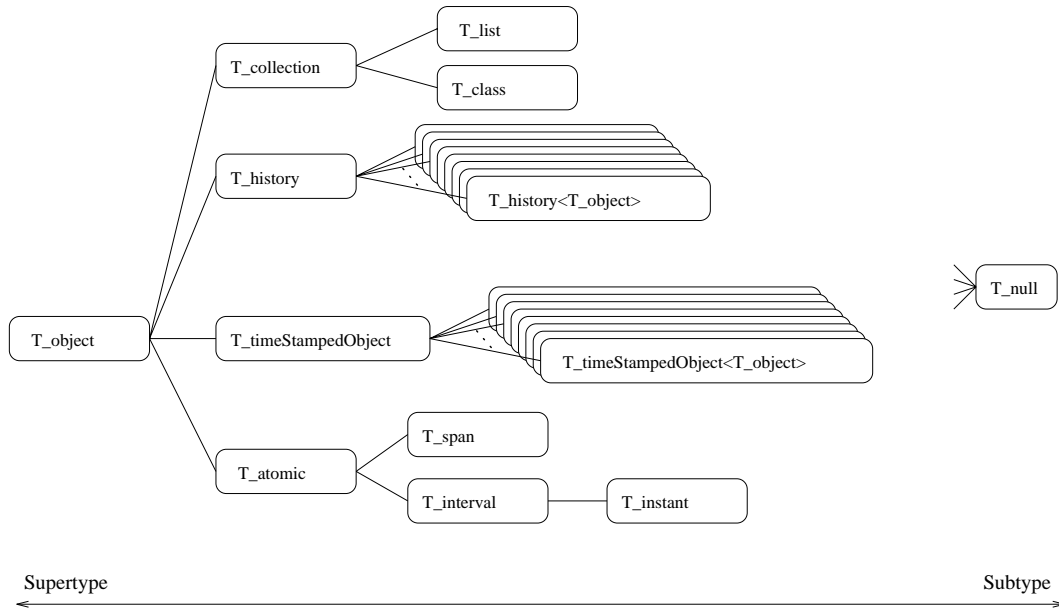 T_list
T_collection
T_class
T_history
T_history<T_object>
T_null
T_object
T_timeStampedObject
T_timeStampedObject<T_object>
T_span
T_atomic
T_interval
T_instant
Supertype
Subtype